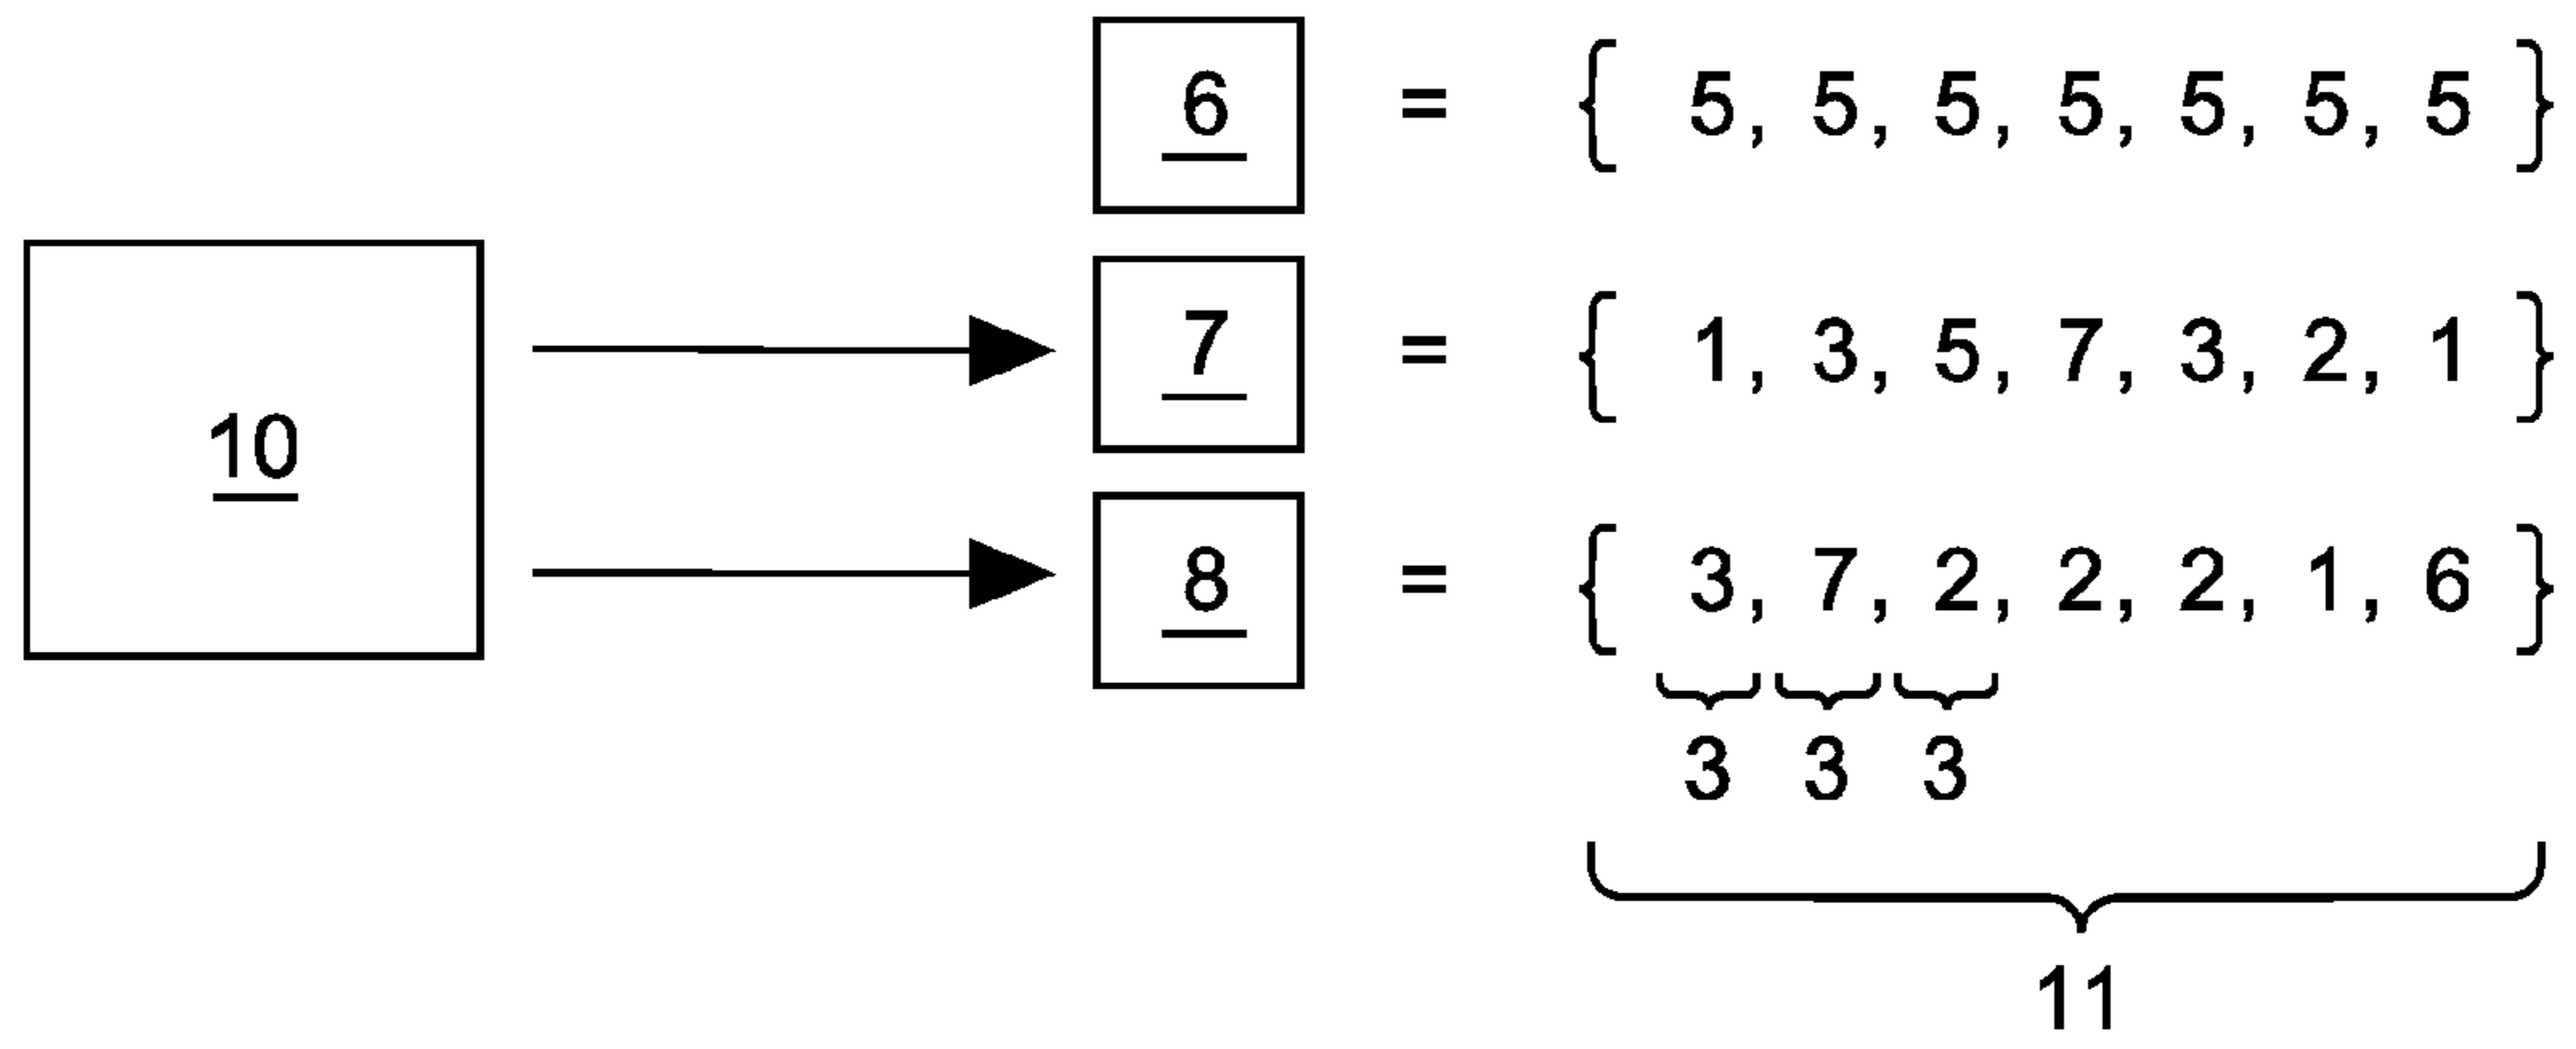 6 = { 5, 5, 5, 5, 5, 5, 5 }
7 = { 1, 3, 5, 7, 3, 2, 1 }
10
8 = { 3, 7, 2, 2, 2, 1, 6 }
3 3 3
11